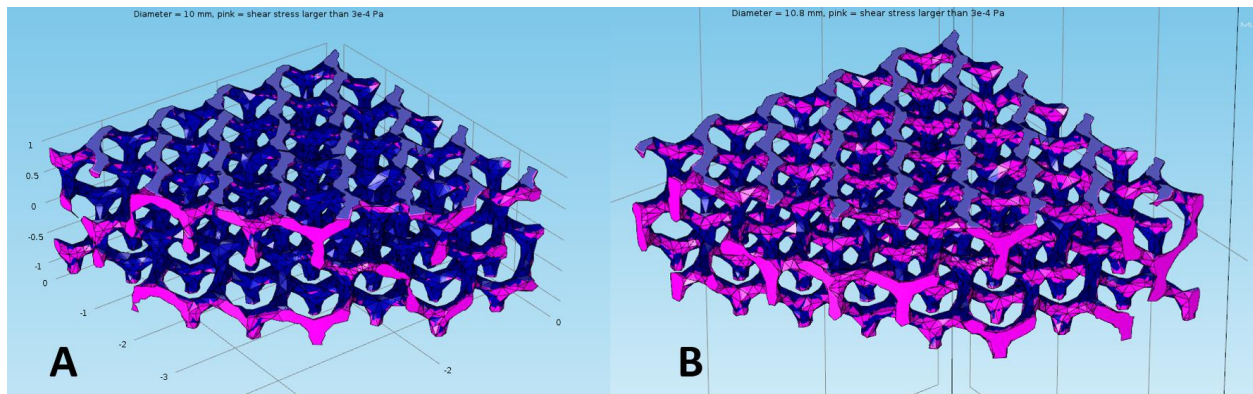 Diameter = 10 mm, pink = shear stress larger than 3e-4 Pa
1
0.5
0
-0.5
-1
0
-1
-2
-3
-2
0
A
Diameter = 10.8 mm, pink = shear stress larger than 3e-4 Pa
B